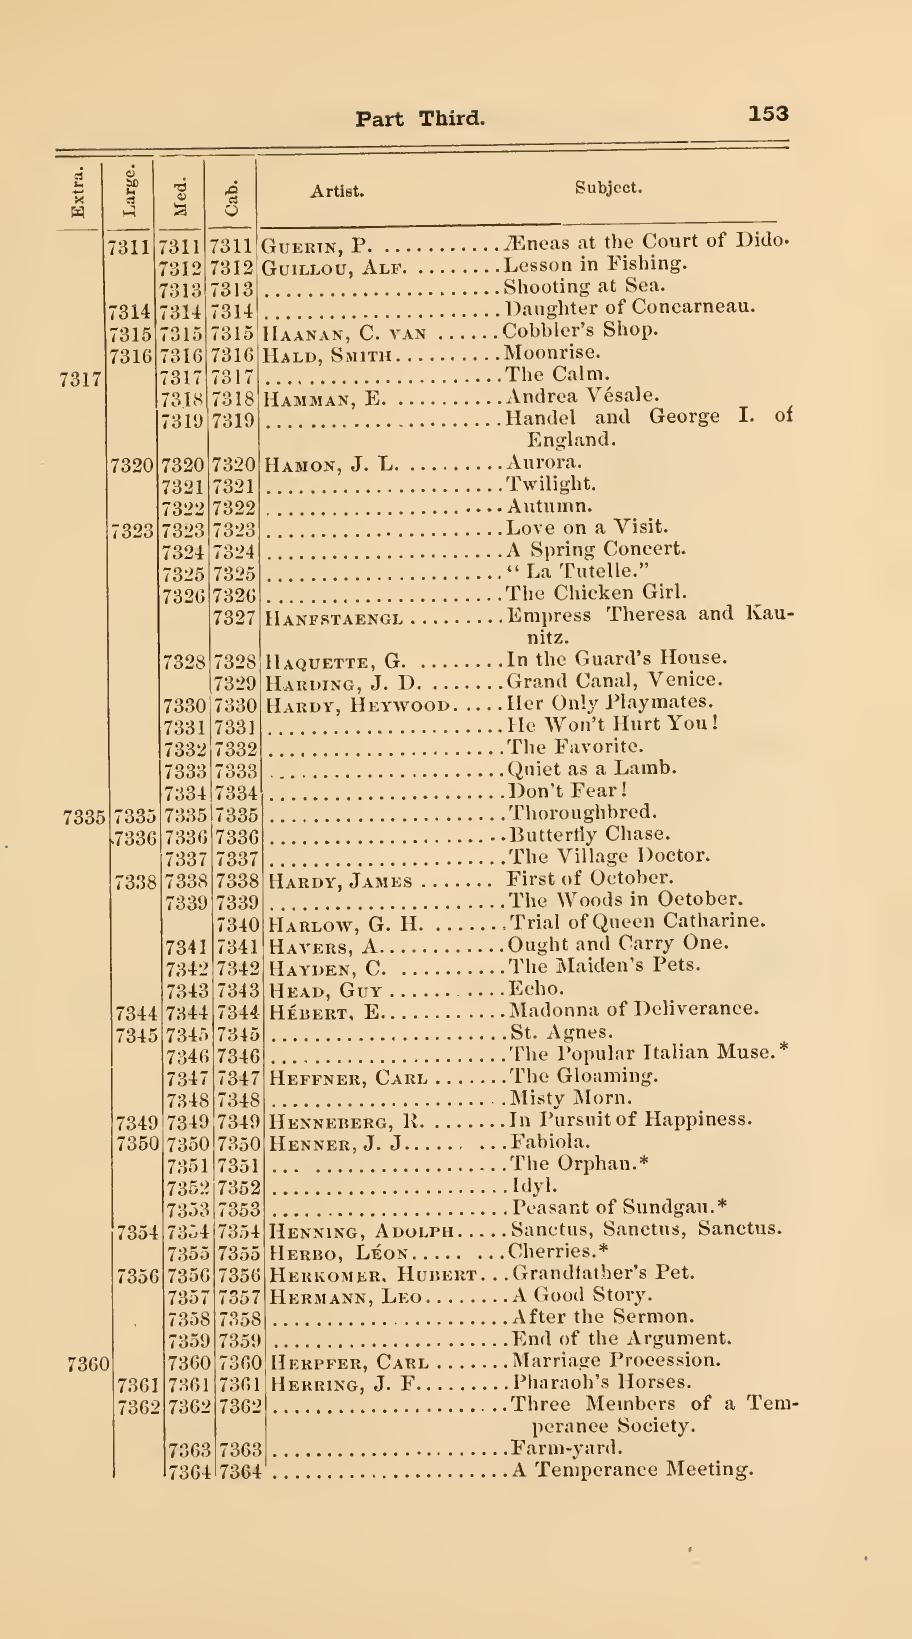 Part Third. 153
Extra. Large. Med. Cab. Artist. Subject.
7311 7311 7311 GUERIN, P. ........... Æneas at the Court of Dido.
7312 7312 GUILLOU, ALF. ........ Lesson in Fishing.
7313 7313 ...................... Shooting at Sea.
7314 7314 7314 ...................... Daughter of Concarneau.
7315 7315 7315 HAANAN, C. VAN ...... Cobbler's Shop.
7316 7316 7316 HALD, SMITH.......... Moonrise.
7317 7317 7317 ...................... The Calm.
7318 7318 HAMMAN, E. .......... Andrea Vésale.
7319 7319 ...................... Handel and George I. of
England.
7320 7320 7320 HAMON, J. L. ......... Aurora.
7321 7321 ...................... Twilight.
7322 7322 ...................... Autumn.
7323 7323 7323 ...................... Love on a Visit.
7324 7324 ...................... A Spring Concert.
7325 7325 ...................... “ La Tutelle.”
7326 7326 ...................... The Chicken Girl.
7327 HANFSTAENGL ......... Empress Theresa and Kau-
nitz.
7328 7328 HAQUETTE, G. ........ In the Guard's House.
7329 HARDING, J. D. ....... Grand Canal, Venice.
7330 7330 HARDY, HEYWOOD..... Her Only Playmates.
7331 7331 ...................... He Won't Hurt You!
7332 7332 ...................... The Favorite.
7333 7333 ...................... Quiet as a Lamb.
7334 7334 ...................... Don't Fear!
7335 7335 7335 7335 ...................... Thoroughbred.
7336 7336 7336 ...................... Butterfly Chase.
7337 7337 ...................... The Village Doctor.
7338 7338 7338 HARDY, JAMES ....... First of October.
7339 7339 ...................... The Woods in October.
7340 HARLOW, G. H. ....... Trial of Queen Catharine.
7341 7341 HAVERS, A............ Ought and Carry One.
7342 7342 HAYDEN, C. .......... The Maiden's Pets.
7343 7343 HEAD, GUY ........... Echo.
7344 7344 7344 HÉBERT, E............ Madonna of Deliverance.
7345 7345 7345 ...................... St. Agnes.
7346 7346 ...................... The Popular Italian Muse.*
7347 7347 HEFFNER, CARL ....... The Gloaming.
7348 7348 ...................... Misty Morn.
7349 7349 7349 HENNEBERG, R. ....... In Pursuit of Happiness.
7350 7350 7350 HENNER, J. J...... ... Fabiola.
7351 7351 ... .................. The Orphan.*
7352 7352 ...................... Idyl.
7353 7353 ...................... Peasant of Sundgau.*
7354 7354 7354 HENNING, ADOLPH..... Sanctus, Sanctus, Sanctus.
7355 7355 HERBO, LÉON..... ... Cherries.*
7356 7356 7356 HERKOMER, HUBERT... Grandfather's Pet.
7357 7357 HERMANN, LEO........ A Good Story.
7358 7358 ...................... After the Sermon.
7359 7359 ...................... End of the Argument.
7360 7360 7360 HERPFER, CARL ....... Marriage Procession.
7361 7361 7361 HERRING, J. F......... Pharaoh's Horses.
7362 7362 7362 ...................... Three Members of a Tem-
perance Society.
7363 7363 ...................... Farm-yard.
7364 7364 ...................... A Temperance Meeting.